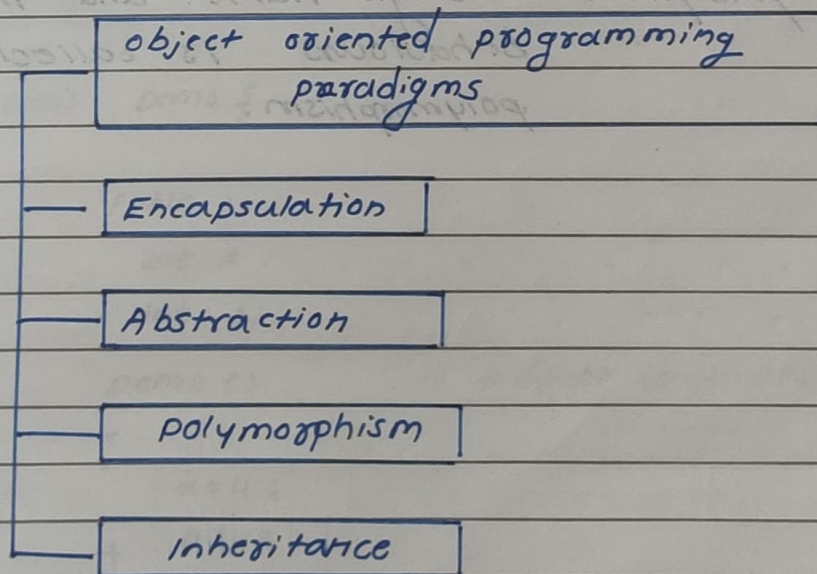 object oriented programming
paradigms
Encapsulation
Abstraction
polymorphism
Inheritance